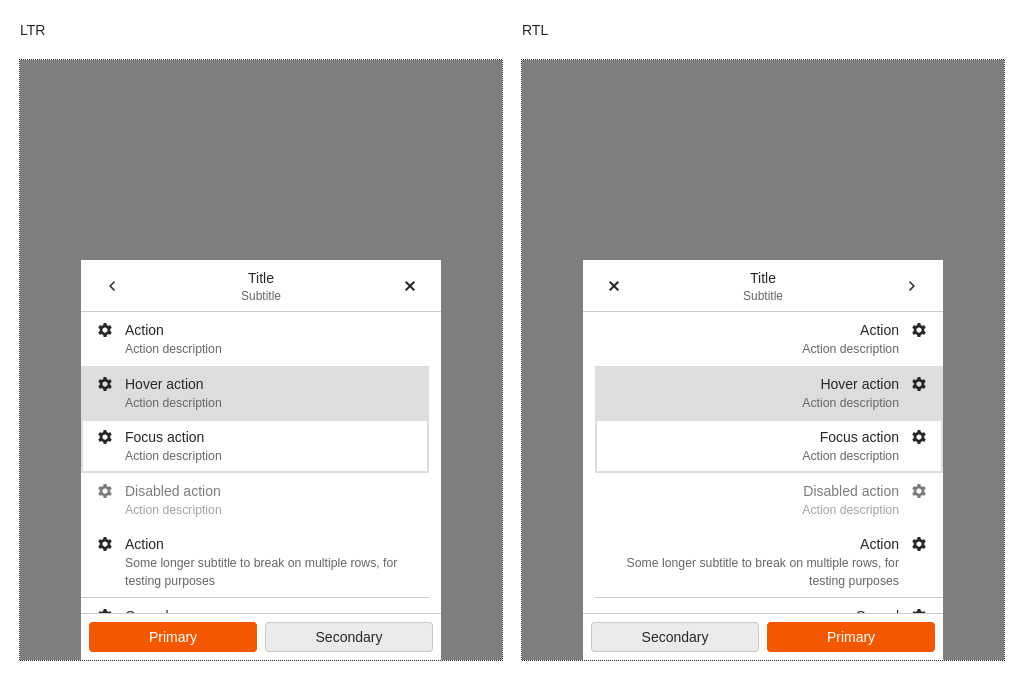 LTR
Title
Subtitle
Action
Action description
Hover action
Action description
Focus action
Action description
Disabled action
Action description
Action
Some longer subtitle to break on multiple rows, for
testing purposes
Primary
Secondary
RTL
Title
Subtitle
Action
Action description
Hover action
Action description
Focus action
Action description
Disabled action
Action description
Action
Some longer subtitle to break on multiple rows, for
testing purposes
Secondary
Primary